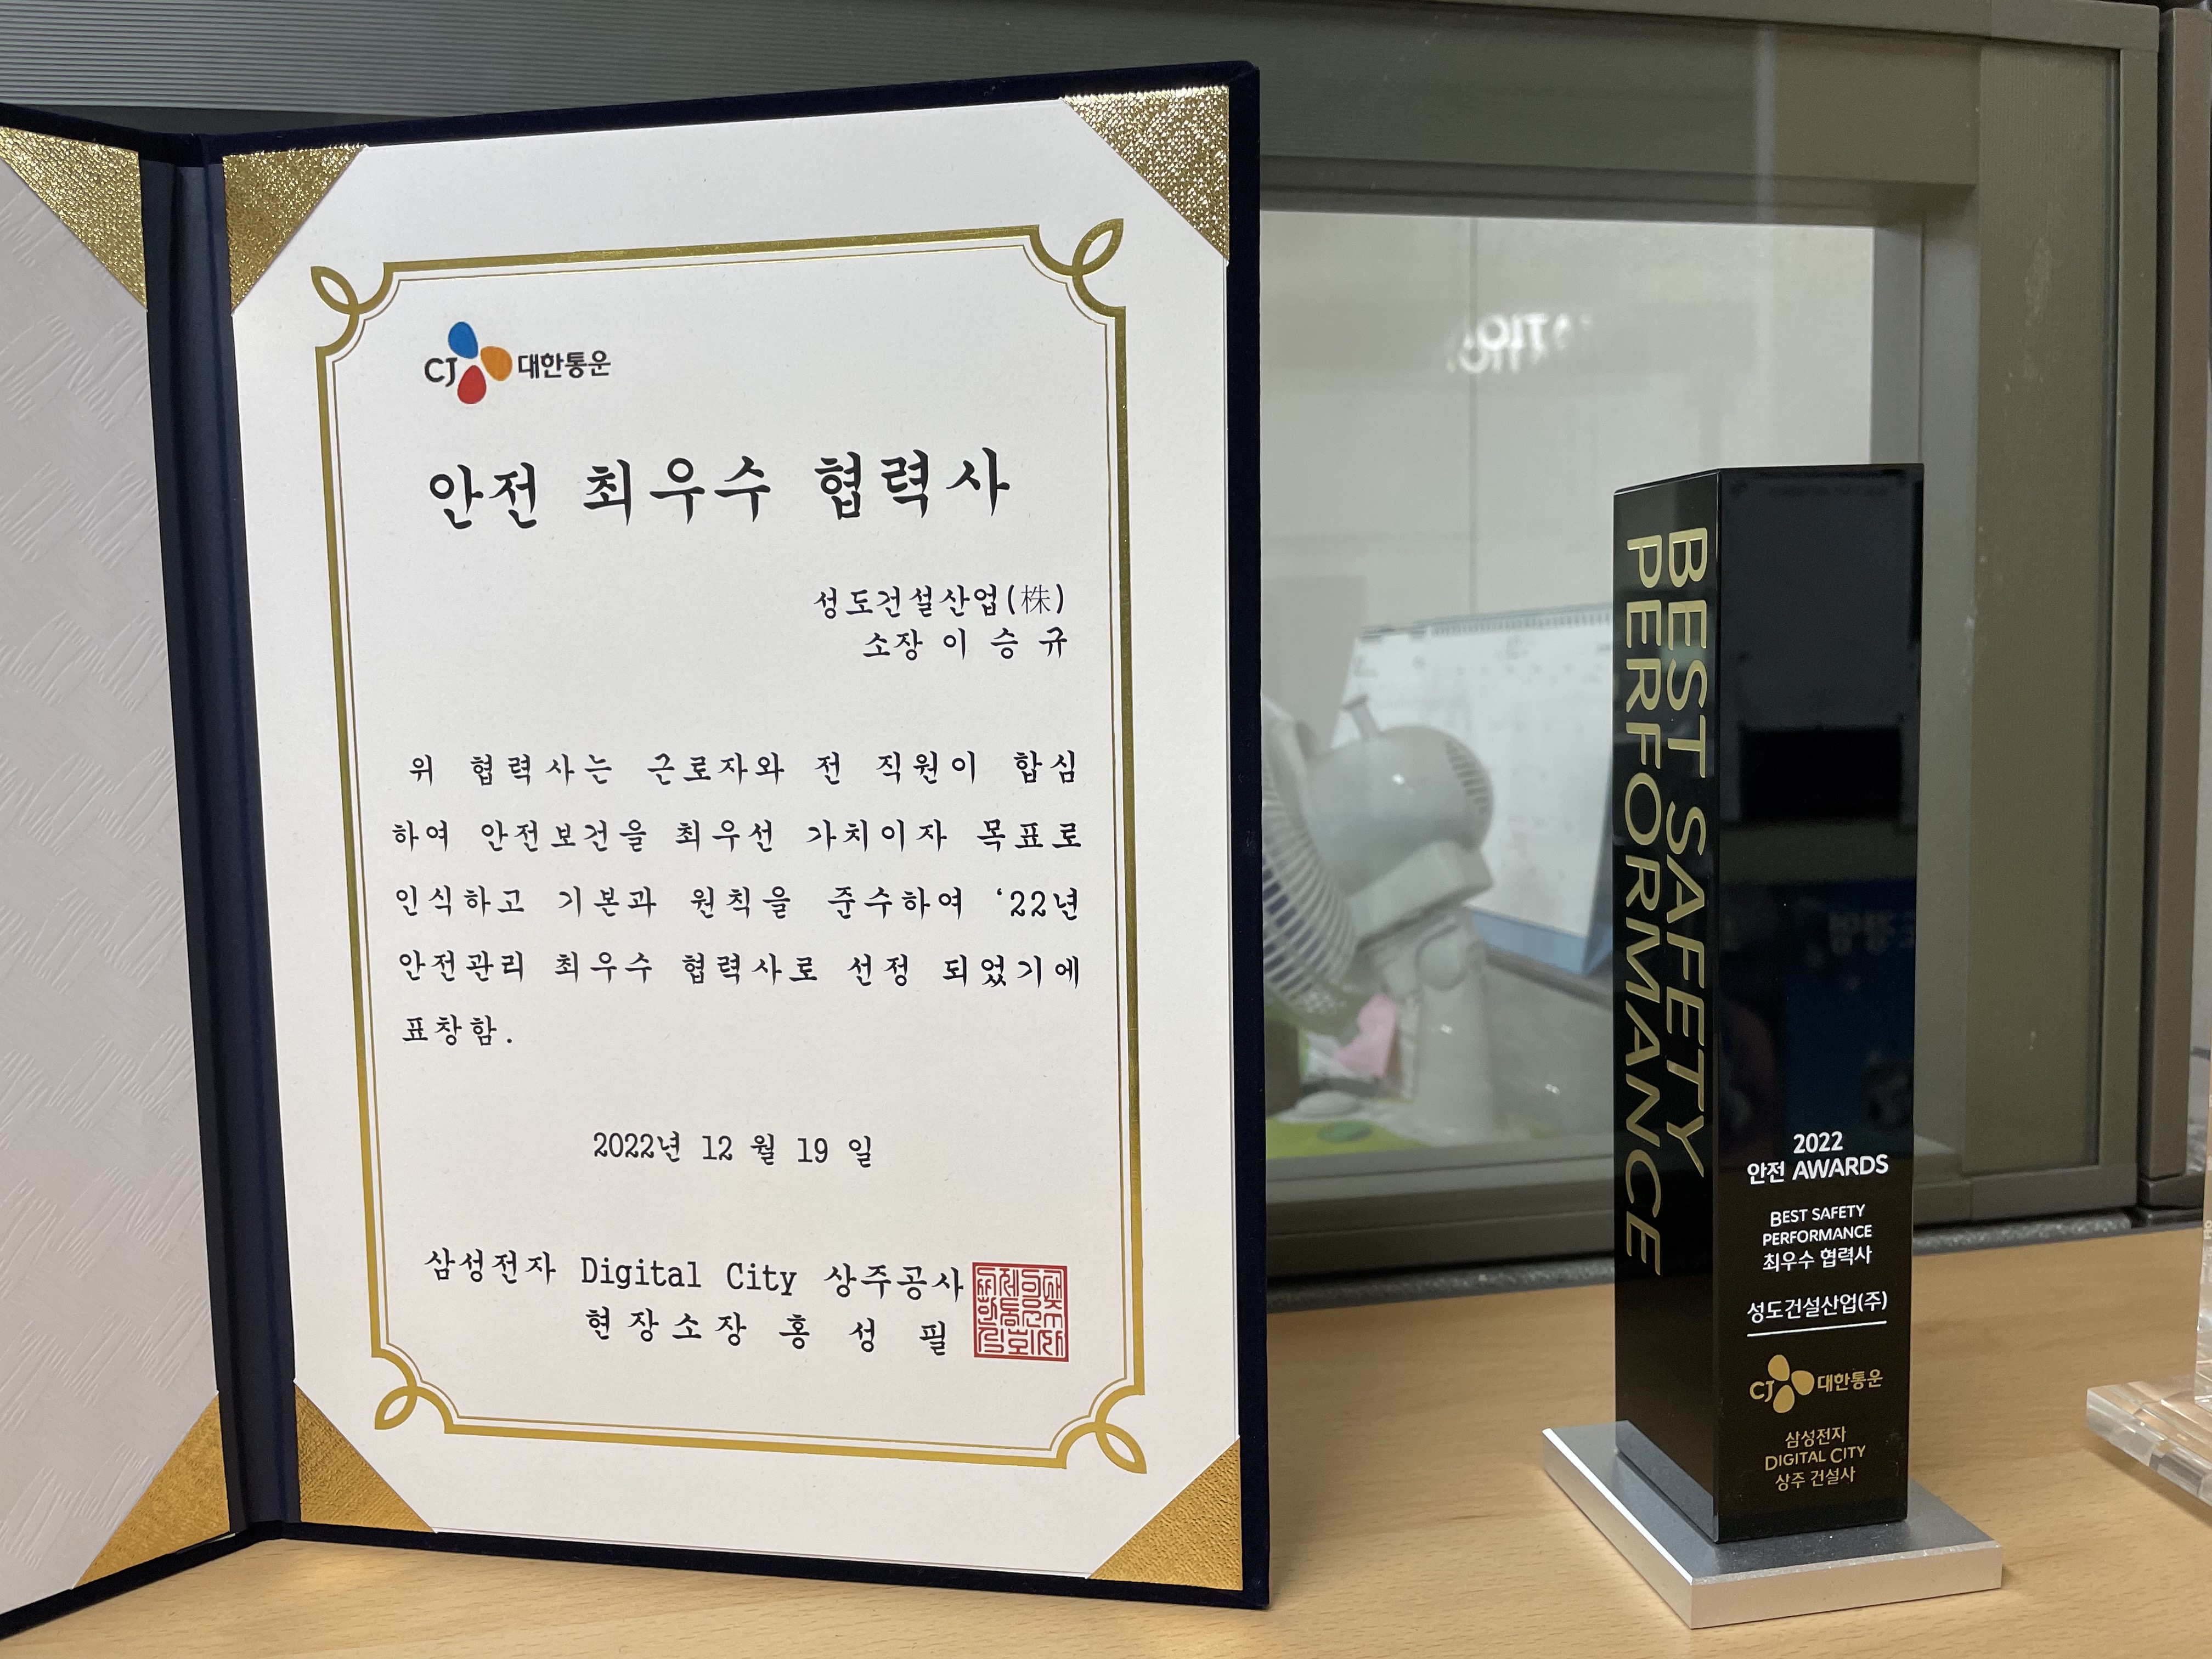 CJ 대한통운
안전 최우수 협력사
성도건설산업(株)
소장 이 승 규
위 협력사는 근로자와 전 직원이 합심
하여 안전보건을 최우선 가치이자 목표로
인식하고 기본과 원칙을 준수하여 ‘22년
안전관리 최우수 협력사로 선정 되었기에
표창함.
2022년 12 월 19 일
삼성전자 Digital City 상주공사
현장소장 홍 성 필
BEST SAFETY
PERFORMANCE
2022
안전 AWARDS
BEST SAFETY
PERFORMANCE
최우수 협력사
성도건설산업(주)
CJ 대한통운
삼성전자
DIGITAL CITY
상주 건설사